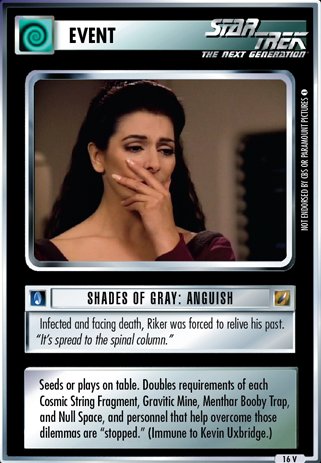 EVENT
STAR TREK
THE NEXT GENERATION
NOT ENDORSED BY CBS OR PARAMOUNT PICTURES
SHADES OF GRAY: ANGUISH
Infected and facing death, Riker was forced to relive his past.
"It's spread to the spinal column."
Seeds or plays on table. Doubles requirements of each
Cosmic String Fragment, Gravitic Mine, Menthar Booby Trap,
and Null Space, and personnel that help overcome those
dilemmas are "stopped." (Immune to Kevin Uxbridge.)
16 V